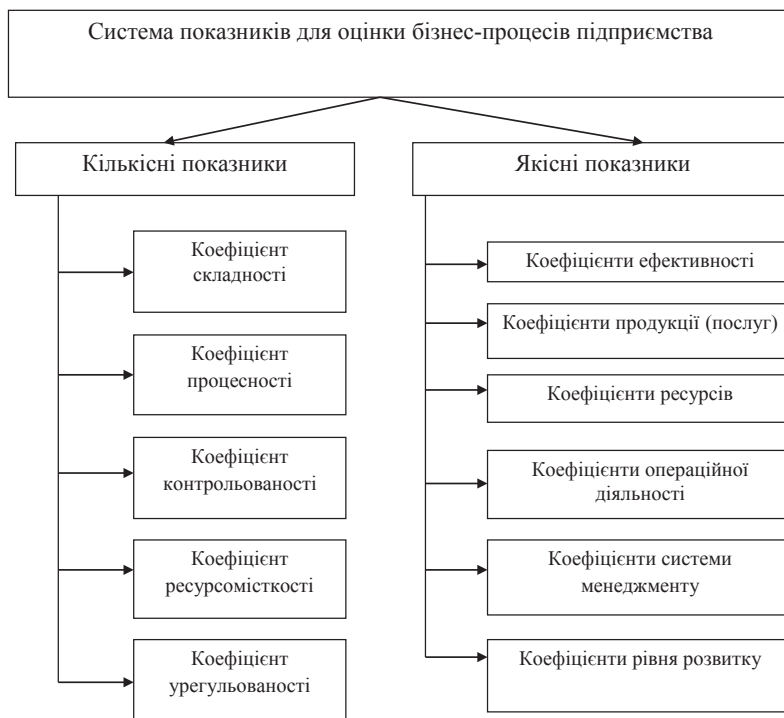 Система показників для оцінки бізнес-процесів підприємства
Кількісні показники
Коефіцієнт
складності
Коефіцієнт
процесності
Коефіцієнт
контрольованості
Коефіцієнт
ресурсомісткості
Коефіцієнт
урегульованості
Якісні показники
Коефіцієнти ефективності
Коефіцієнти продукції (послуг)
Коефіцієнти ресурсів
Коефіцієнти операційної
діяльності
Коефіцієнти системи
менеджменту
Коефіцієнти рівня розвитку